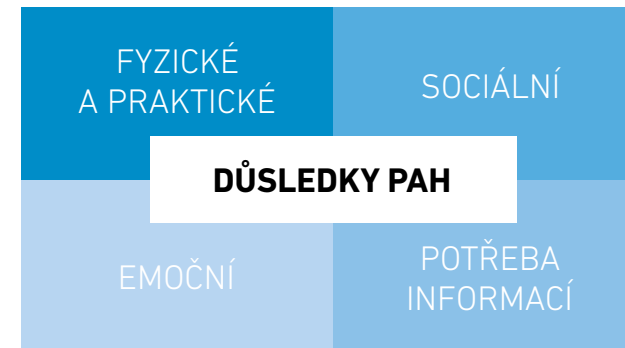 FYZICKÉ
A PRAKTICKÉ
SOCIÁLNÍ
DŮSLEDKY PAH
EMOČNÍ
POTŘEBA
INFORMACÍ